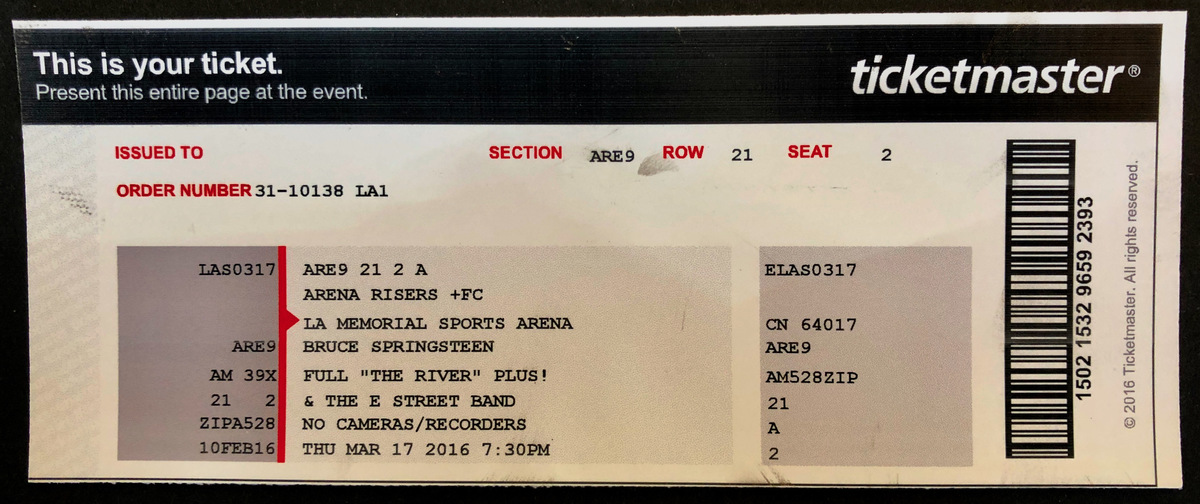 This is your ticket.
Present this entire page at the event.
ticketmaster®
ISSUED TO
SECTION ARE9 ROW 21 SEAT 2
ORDER NUMBER 31-10138 LA1
LAS0317
ARE9
AM 39X
21 2
ZIPA528
10FEB16
ARE9 21 2 A
ARENA RISERS +FC
LA MEMORIAL SPORTS ARENA
BRUCE SPRINGSTEEN
FULL "THE RIVER" PLUS!
& THE E STREET BAND
NO CAMERAS/RECORDERS
THU MAR 17 2016 7:30PM
ELAS0317
CN 64017
ARE9
AM528ZIP
21
A
2
1502 1532 9659 2393
© 2016 Ticketmaster. All rights reserved.